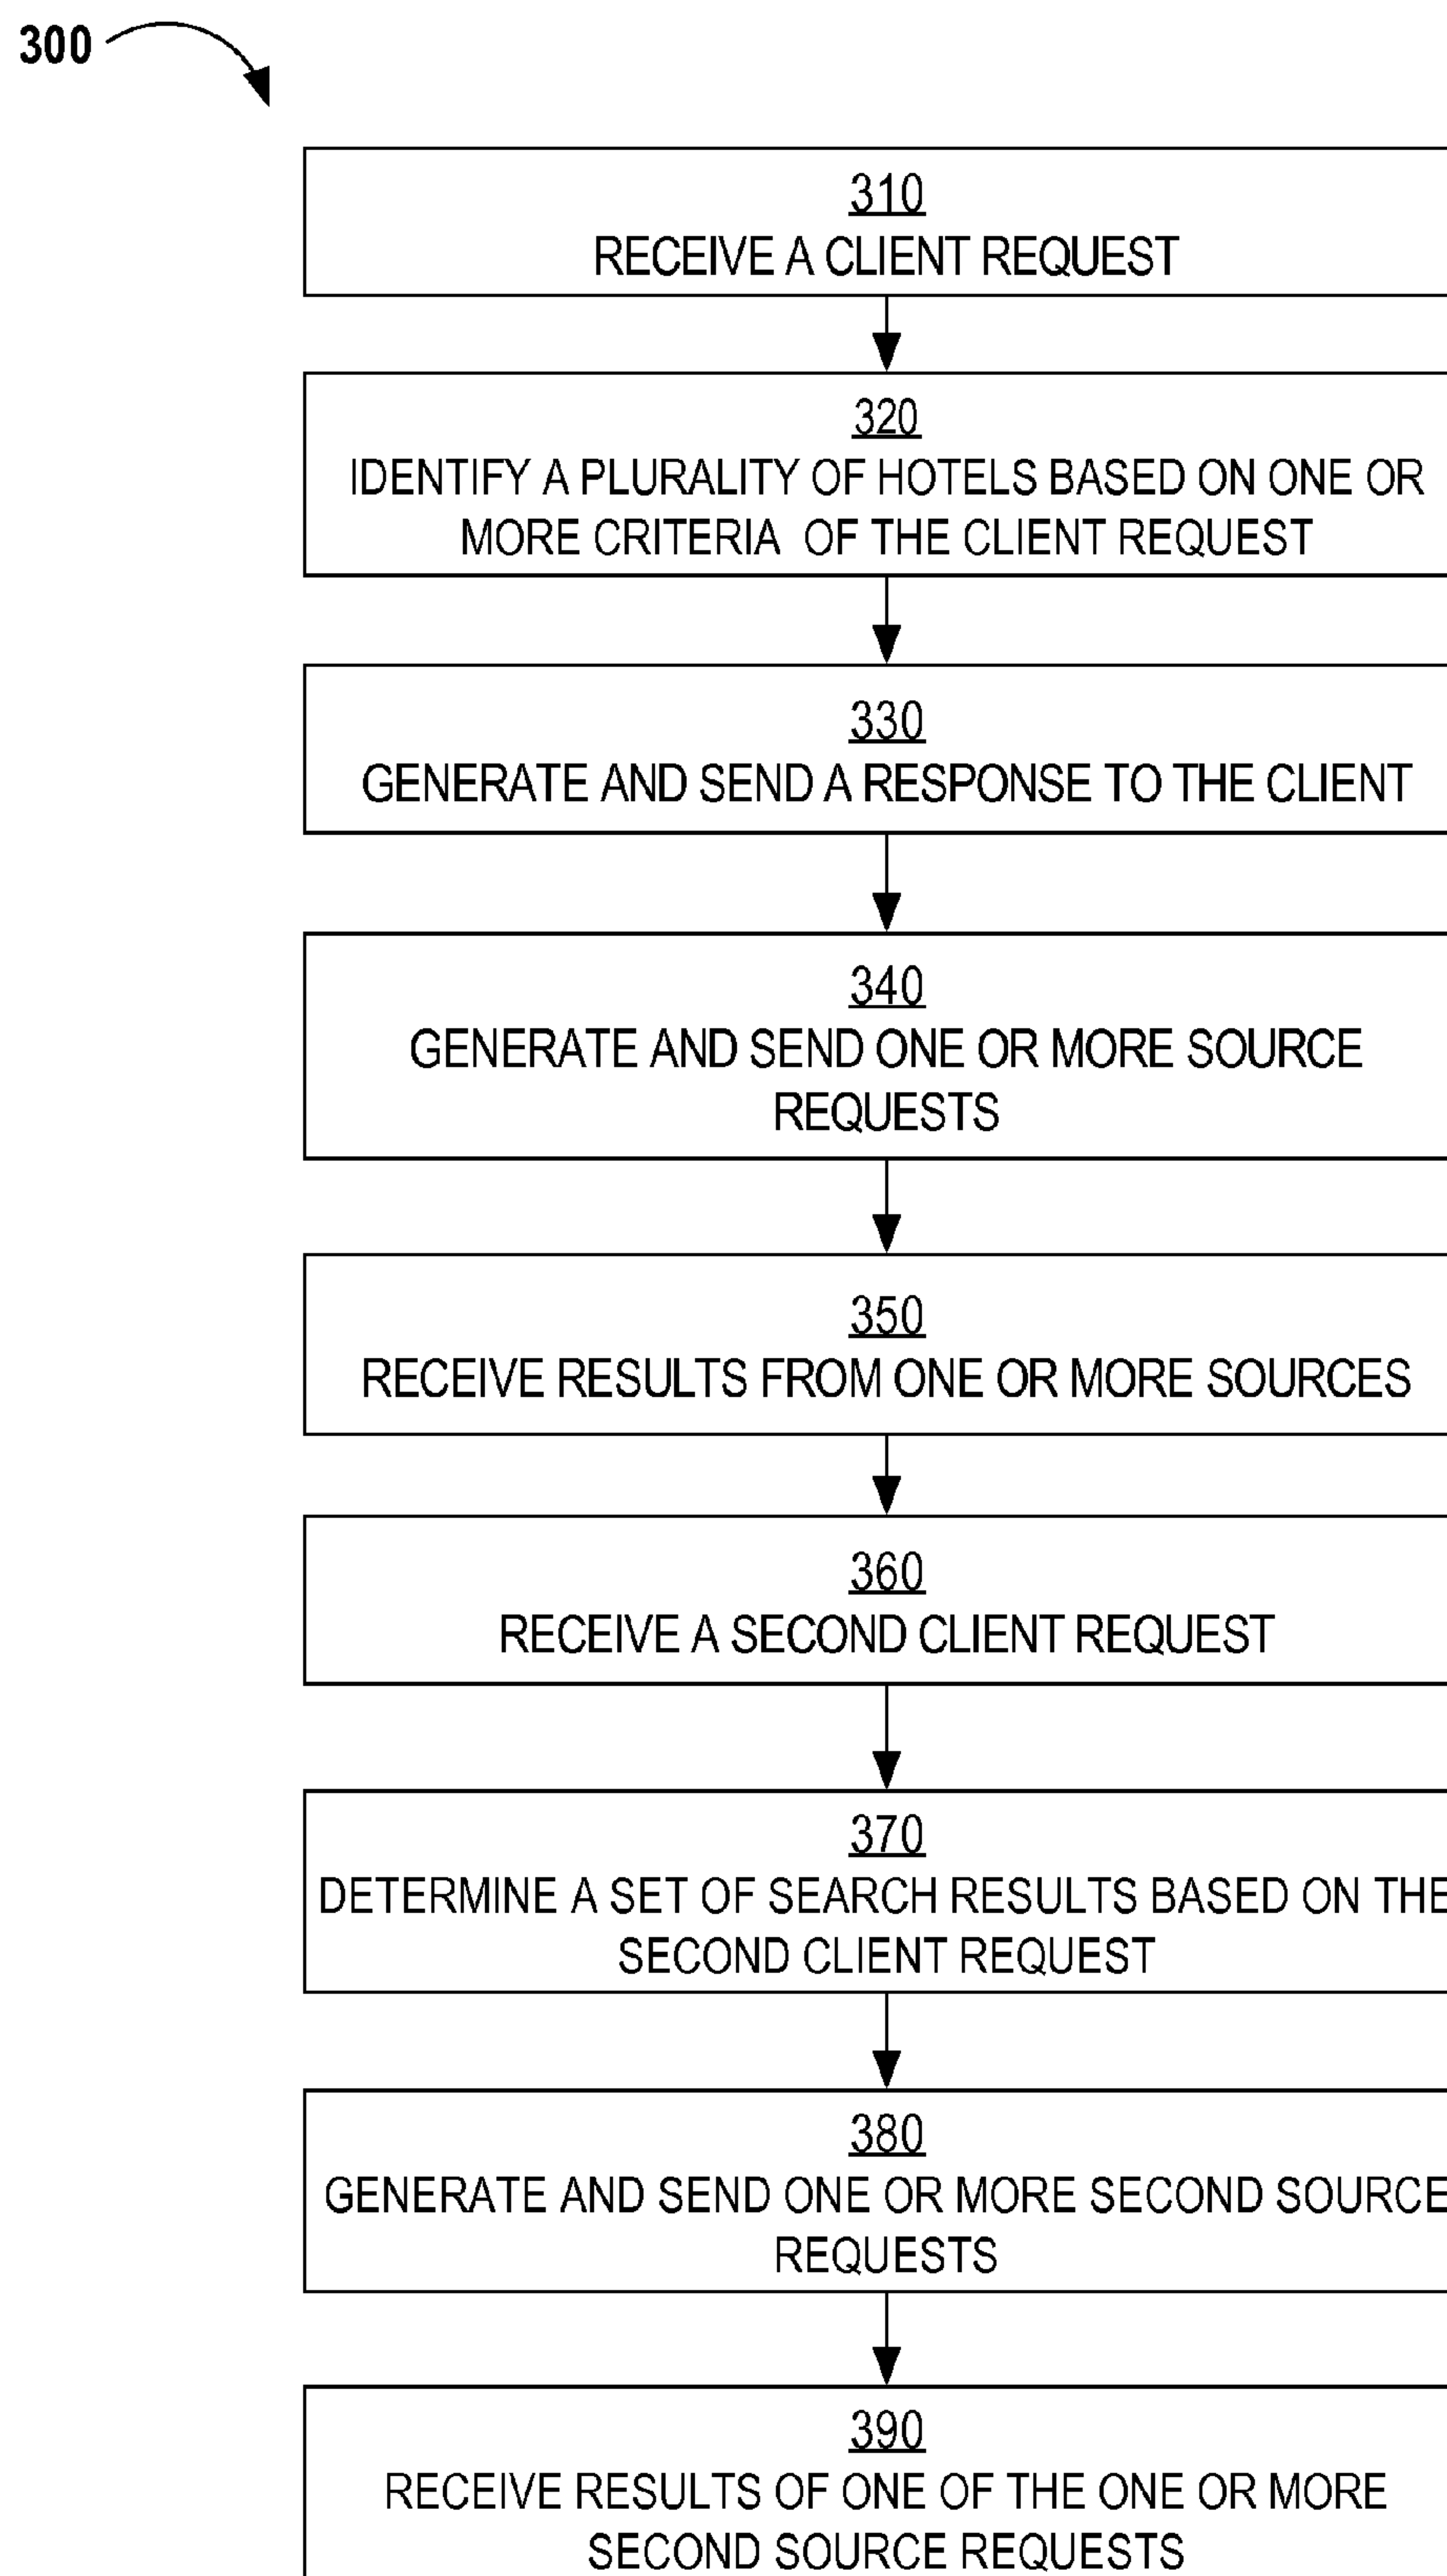 300
310
RECEIVE A CLIENT REQUEST
320
IDENTIFY A PLURALITY OF HOTELS BASED ON ONE OR
MORE CRITERIA OF THE CLIENT REQUEST
330
GENERATE AND SEND A RESPONSE TO THE CLIENT
340
GENERATE AND SEND ONE OR MORE SOURCE
REQUESTS
350
RECEIVE RESULTS FROM ONE OR MORE SOURCES
360
RECEIVE A SECOND CLIENT REQUEST
370
DETERMINE A SET OF SEARCH RESULTS BASED ON THE
SECOND CLIENT REQUEST
380
GENERATE AND SEND ONE OR MORE SECOND SOURCE
REQUESTS
390
RECEIVE RESULTS OF ONE OF THE ONE OR MORE
SECOND SOURCE REQUESTS